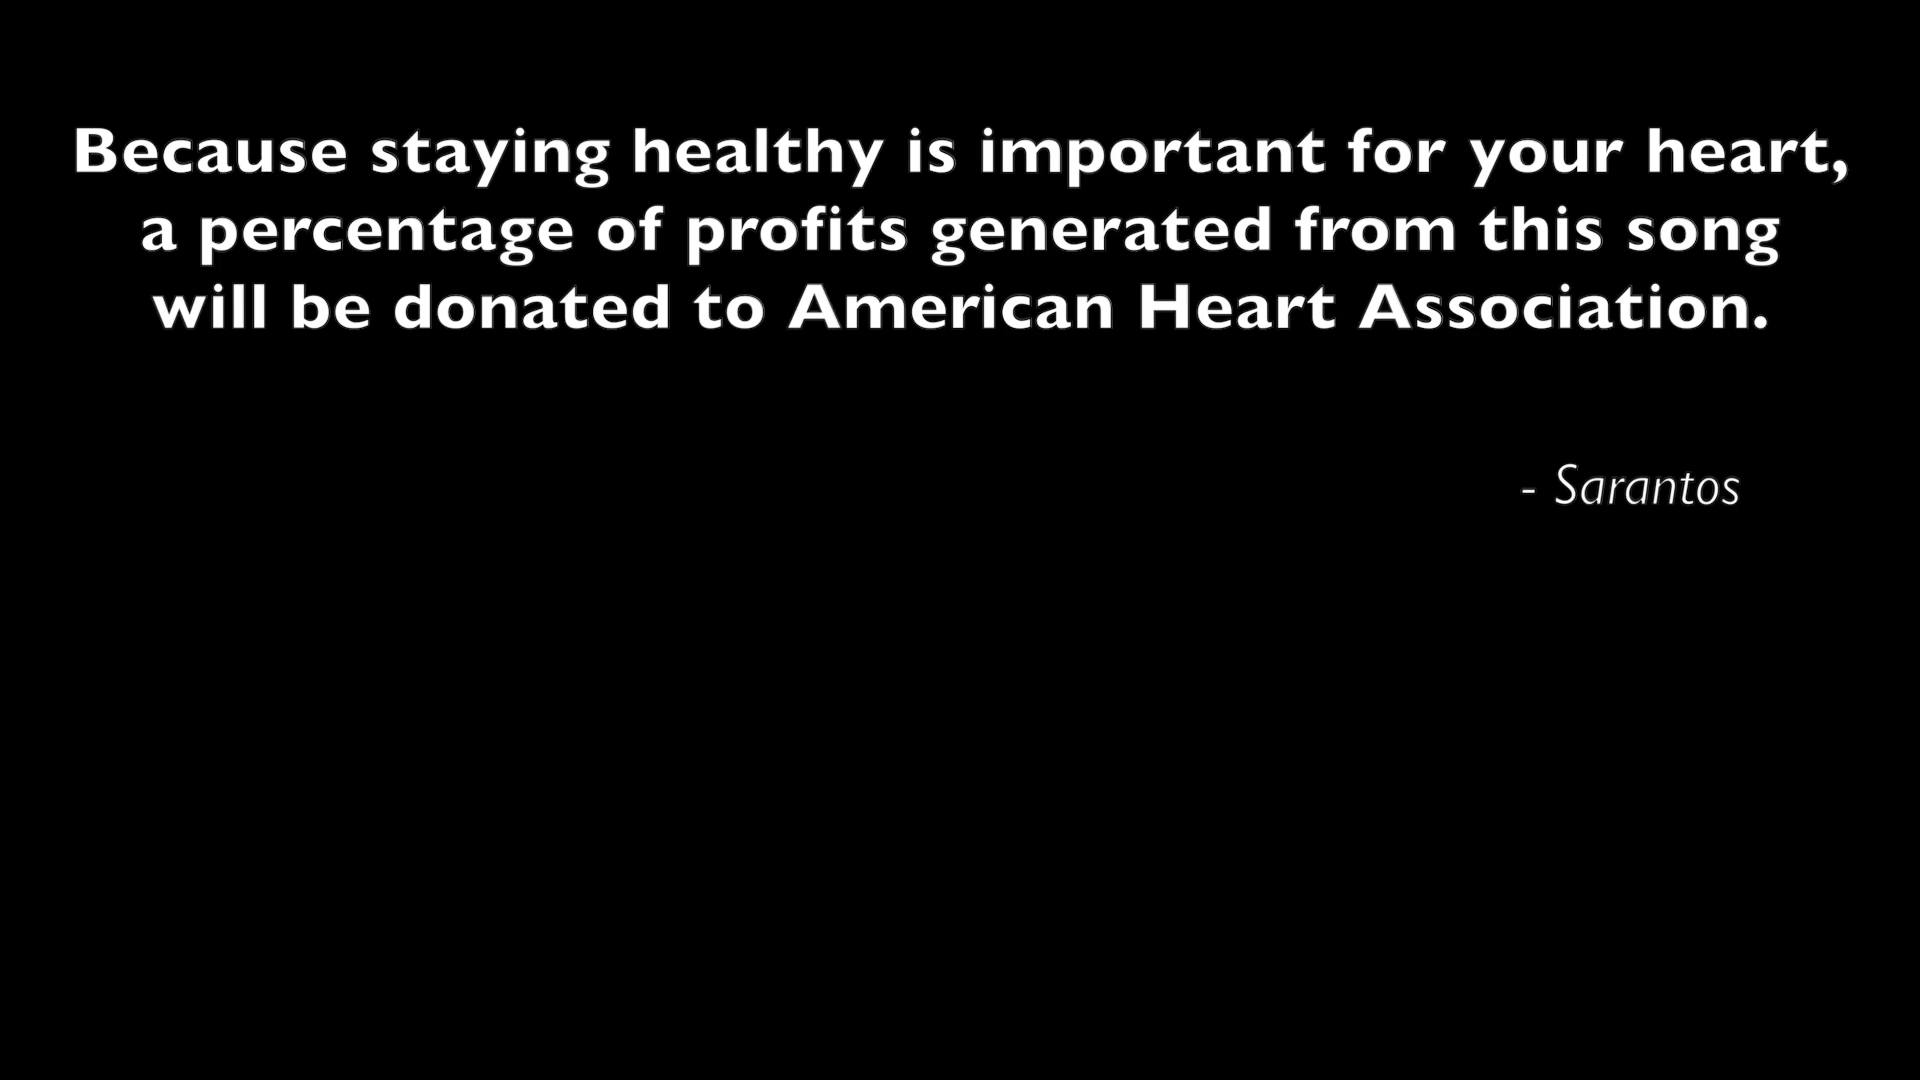 Because staying healthy is important for your heart,
a percentage of profits generated from this song
will be donated to American Heart Association.
- Sarantos